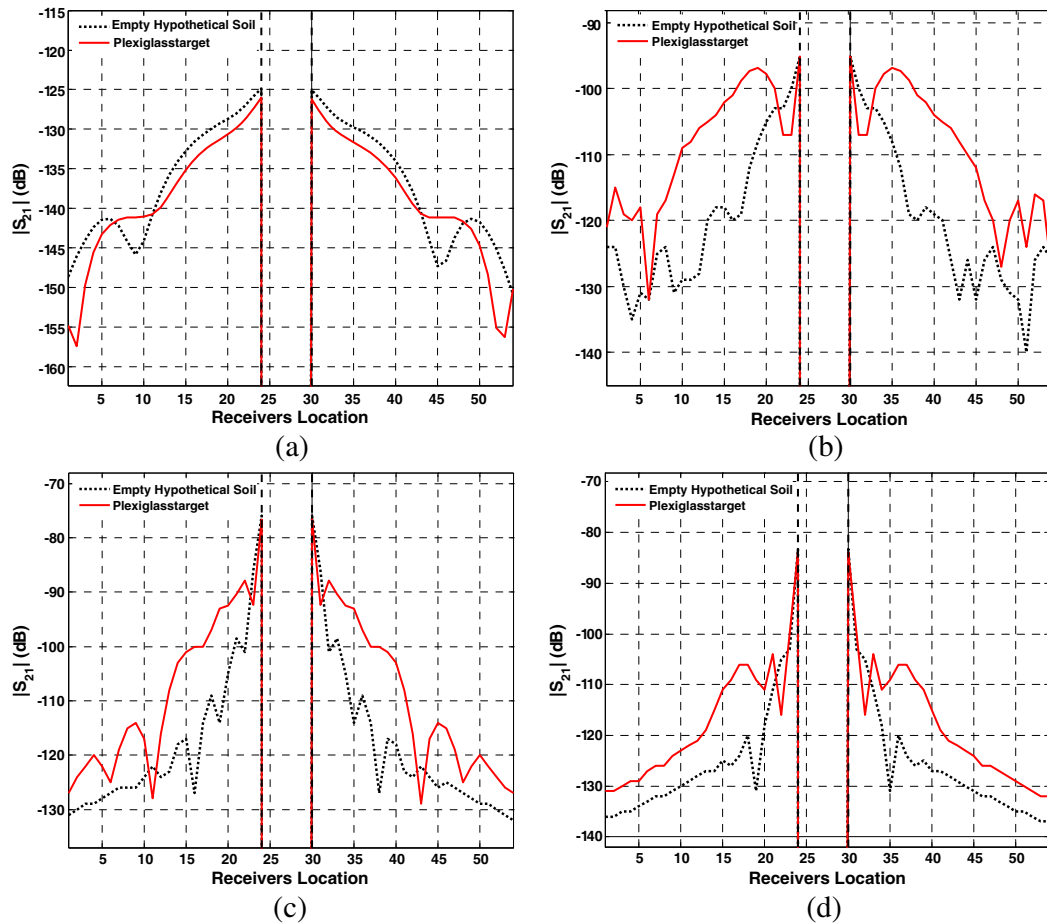 Empty Hypothetical Soil
Plexiglasstarget
-115
-120
-125
-130
-135
-140
-145
-150
-155
-160
|S21| (dB)
5 10 15 20 25 30 35 40 45 50
Receivers Location
(a)
Empty Hypothetical Soil
Plexiglasstarget
-90
-100
-110
-120
-130
-140
|S21| (dB)
5 10 15 20 25 30 35 40 45 50
Receivers Location
(b)
Empty Hypothetical Soil
Plexiglasstarget
-70
-80
-90
-100
-110
-120
-130
|S21| (dB)
5 10 15 20 25 30 35 40 45 50
Receivers Location
(c)
Empty Hypothetical Soil
Plexiglasstarget
-70
-80
-90
-100
-110
-120
-130
-140
|S21| (dB)
5 10 15 20 25 30 35 40 45 50
Receivers Location
(d)